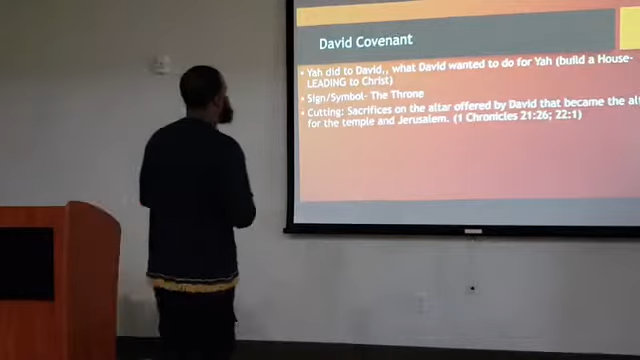 David Covenant
• Yah did to David,, what David wanted to do for Yah (build a House-
LEADING to Christ)
• Sign/Symbol- The Throne
• Cutting: Sacrifices on the altar offered by David that became the al
for the temple and Jerusalem. (1 Chronicles 21:26; 22:1)